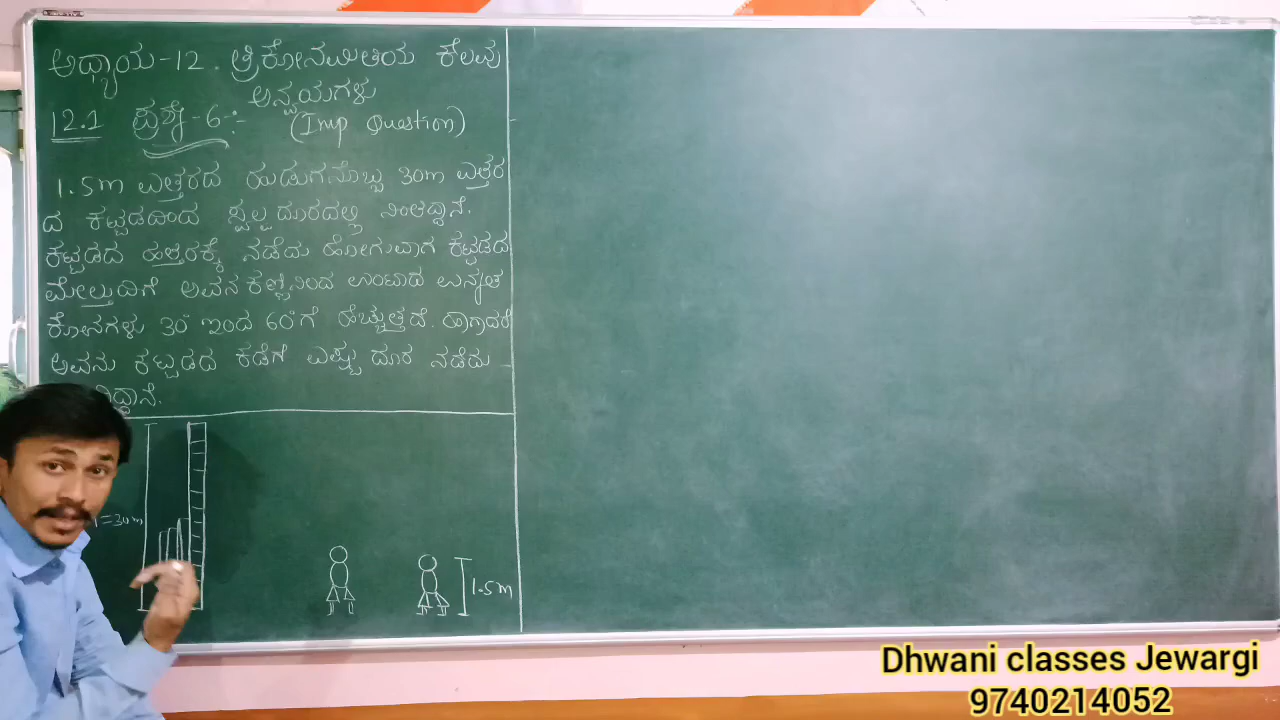 ಅಧ್ಯಾಯ-12. ತ್ರಿಕೋನಮಿತಿಯ ಕೆಲವು
ಅನ್ವಯಗಳು
12.1 ಪ್ರಶ್ನೆ-6:-
(Imp Question)
1.5m ಎತ್ತರದ ಹುಡುಗನೊಬ್ಬ 30m ಎತ್ತರ
ದ ಕಟ್ಟಡದಿಂದ ಸ್ವಲ್ಪ ದೂರದಲ್ಲಿ ನಿಂತಿದ್ದಾನೆ.
ಕಟ್ಟಡದ ಹತ್ತಿರಕ್ಕೆ ನಡೆದು ಹೋಗುವಾಗ ಕಟ್ಟಡದ
ಮೇಲ್ತುದಿಗೆ ಅವನ ಕಣ್ಣಿನಿಂದ ಉಂಟಾದ ಉನ್ನತ
ಕೋನಗಳು 30° ಇಂದ 60° ಗೆ ಹೆಚ್ಚುತ್ತದೆ. ಹಾಗಾದರೆ
ಅವನು ಕಟ್ಟಡದ ಕಡೆಗೆ ಎಷ್ಟು ದೂರ ನಡೆದು
=30m
1.5m
Dhwani classes Jewargi
9740214052